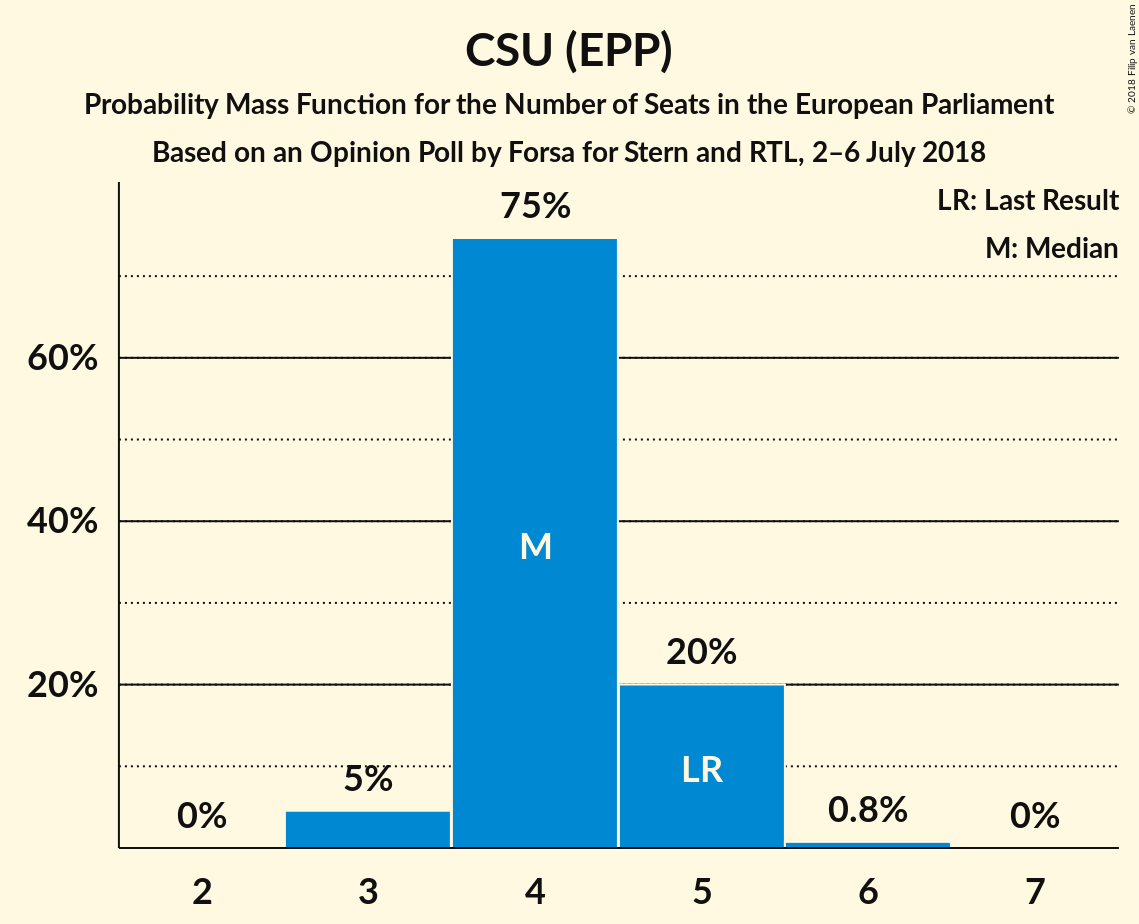 CSU (EPP)
Probability Mass Function for the Number of Seats in the European Parliament
Based on an Opinion Poll by Forsa for Stern and RTL, 2–6 July 2018
© 2018 Filip van Laenen
LR: Last Result
M: Median
75%
60%
40%
20%
M
20%
LR
5%
0%
0.8%
0%
2 3 4 5 6 7